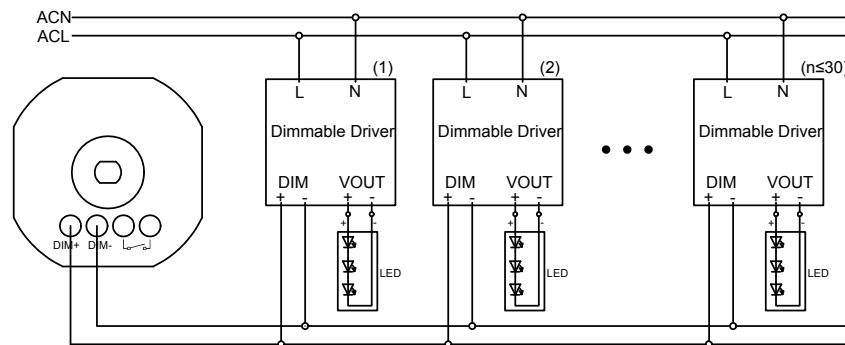 ACN
ACL
(1) (2) (n≤30)
L N L N L N
Dimmable Driver Dimmable Driver Dimmable Driver
DIM VOUT DIM VOUT DIM VOUT
+ - + - + - + - + - + -
+ - + - + -
DIM+ DIM-
LED LED LED